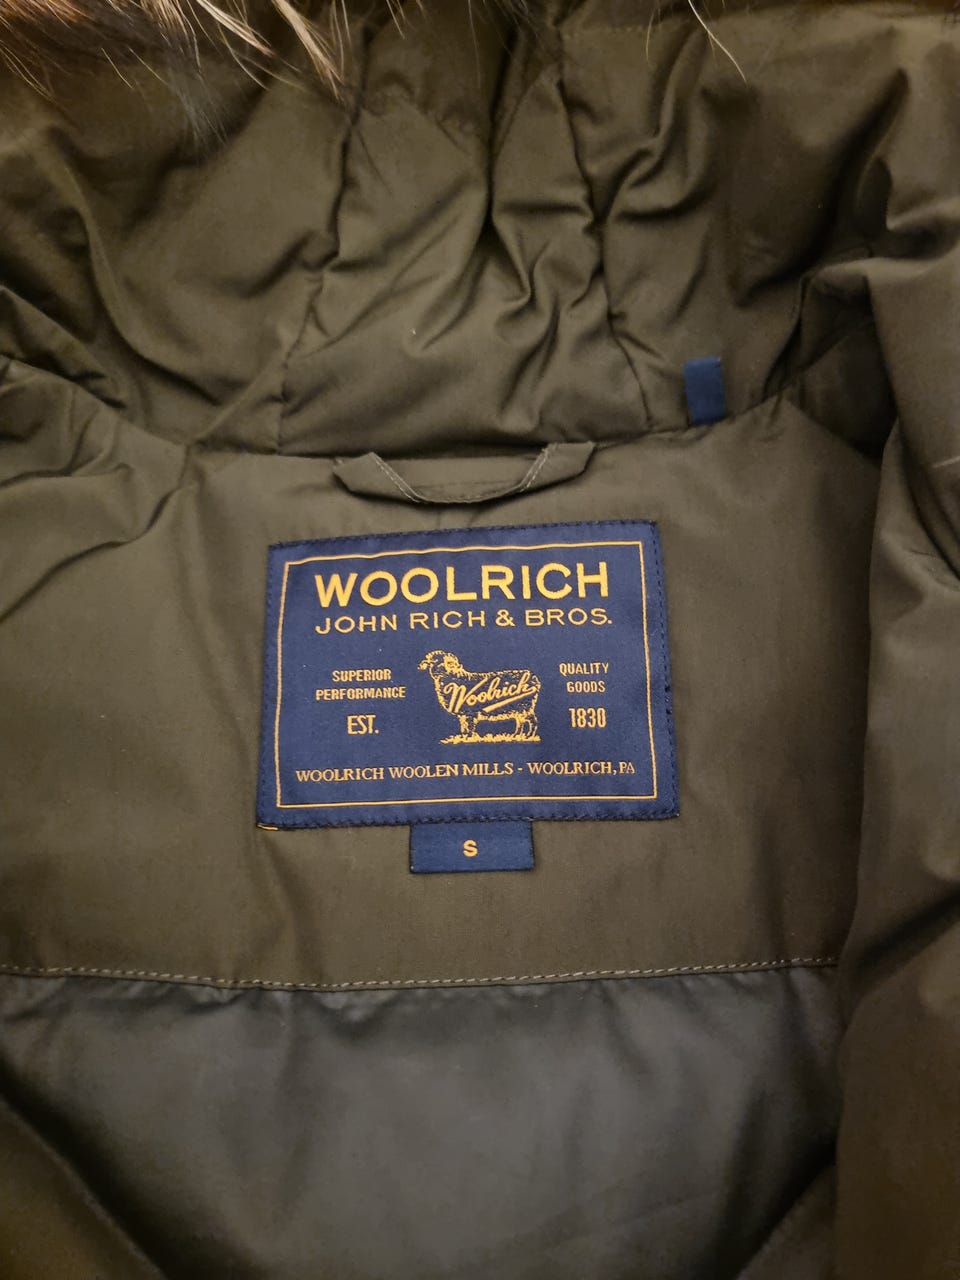 WOOLRICH
JOHN RICH & BROS.
SUPERIOR
PERFORMANCE
EST.
Woolrich
QUALITY
GOODS
1830
WOOLRICH WOOLEN MILLS - WOOLRICH, PA
S